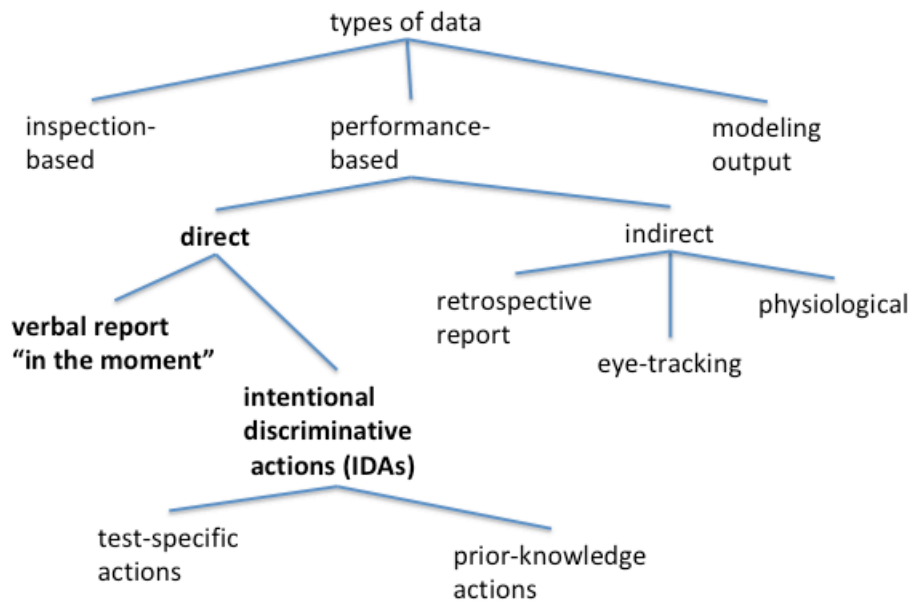 types of data
inspection-
based
performance-
based
modeling
output
direct
indirect
verbal report
“in the moment”
retrospective
report
eye-tracking
physiological
intentional
discriminative
actions (IDAs)
test-specific
actions
prior-knowledge
actions